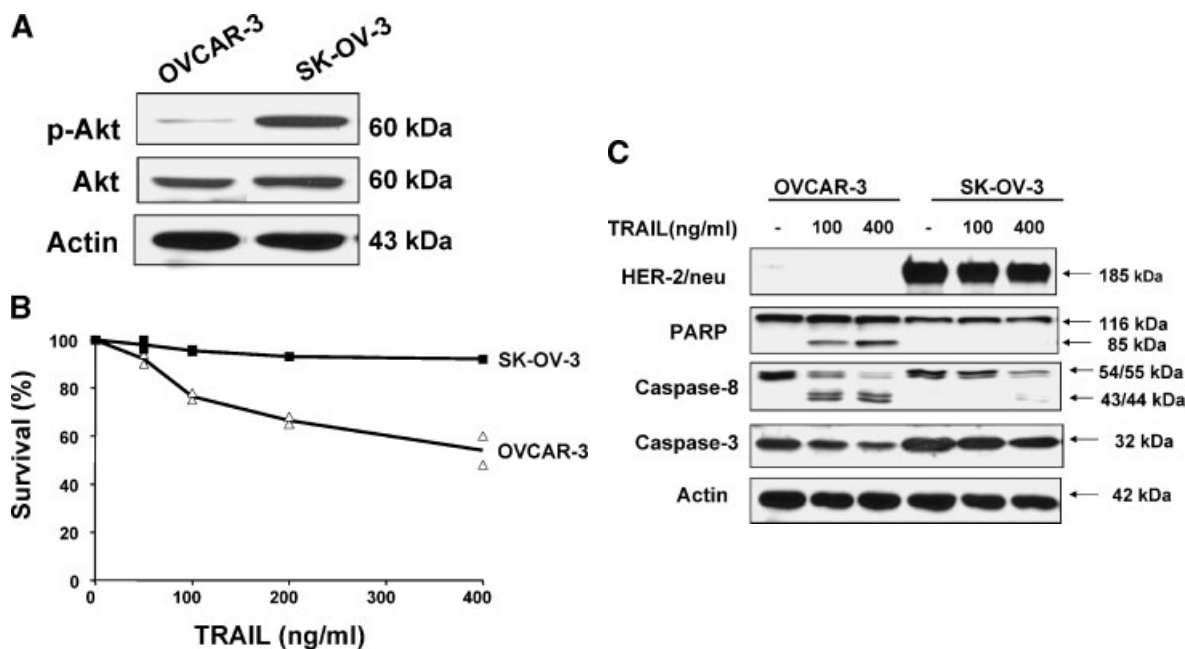 A
OVCAR-3 SK-OV-3
p-Akt 60 kDa
Akt 60 kDa
Actin 43 kDa
B
100
80
60
40
20
0
Survival (%)
SK-OV-3
OVCAR-3
0 100 200 300 400
TRAIL (ng/ml)
C
OVCAR-3 SK-OV-3
TRAIL(ng/ml) - 100 400 - 100 400
HER-2/neu 185 kDa
PARP 116 kDa
85 kDa
Caspase-8 54/55 kDa
43/44 kDa
Caspase-3 32 kDa
Actin 42 kDa